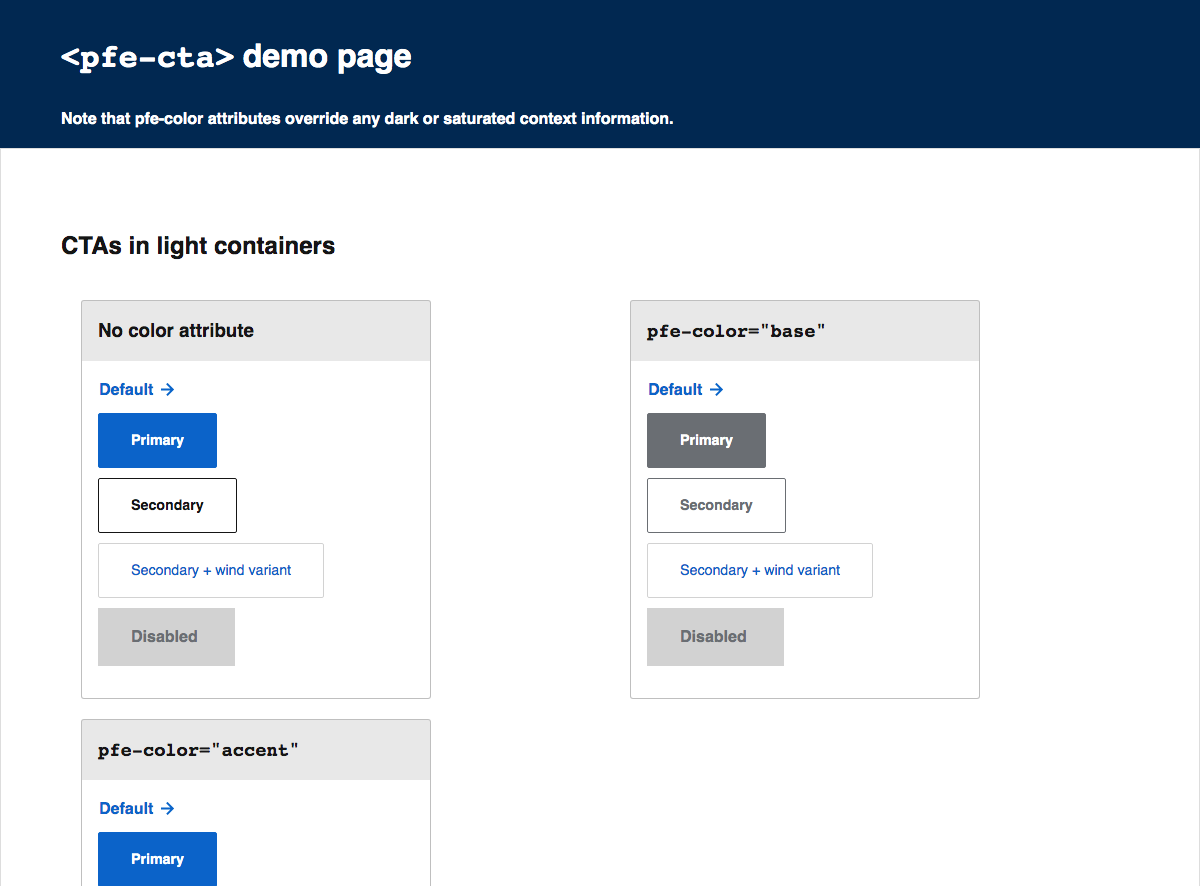 <pfe-cta> demo page
Note that pfe-color attributes override any dark or saturated context information.
CTAs in light containers
No color attribute
Default →
Primary
Secondary
Secondary + wind variant
Disabled
pfe-color="base"
Default →
Primary
Secondary
Secondary + wind variant
Disabled
pfe-color="accent"
Default →
Primary